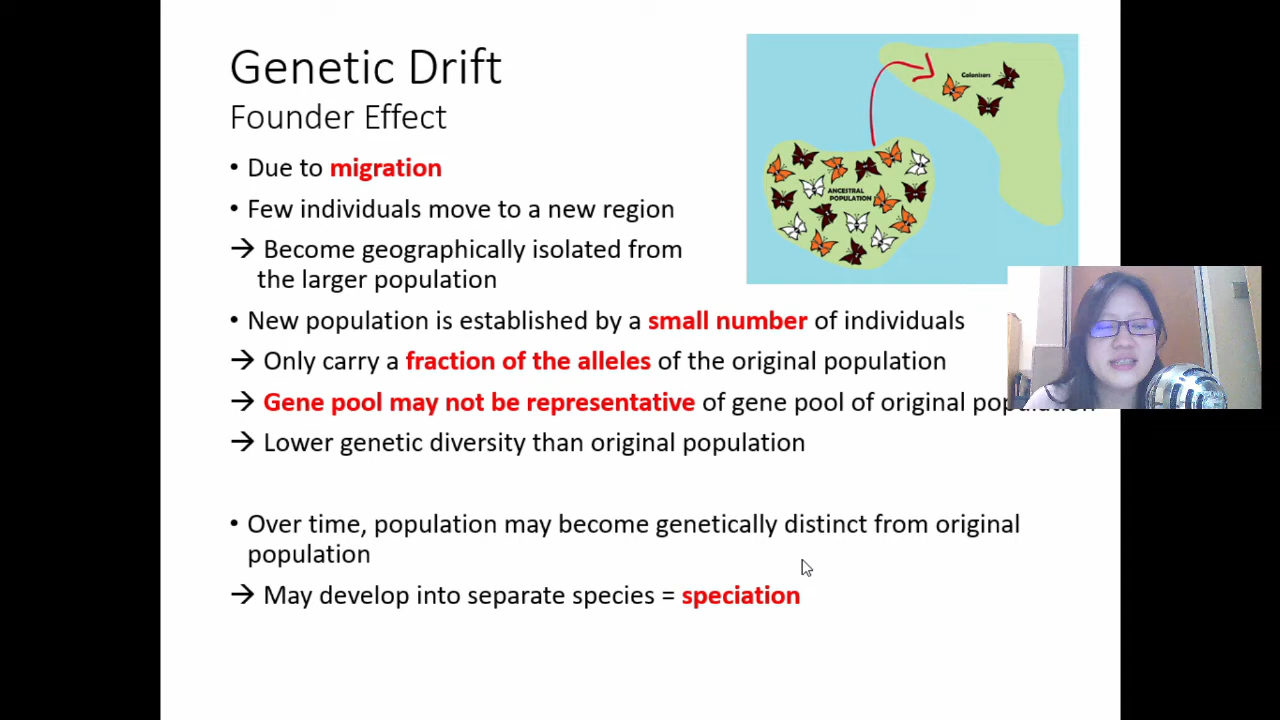 Genetic Drift
Founder Effect
• Due to migration
• Few individuals move to a new region
→ Become geographically isolated from
the larger population
• New population is established by a small number of individuals
→ Only carry a fraction of the alleles of the original population
→ Gene pool may not be representative of gene pool of original population
→ Lower genetic diversity than original population
• Over time, population may become genetically distinct from original
population
→ May develop into separate species = speciation
Colonisers
ANCESTRAL
POPULATION